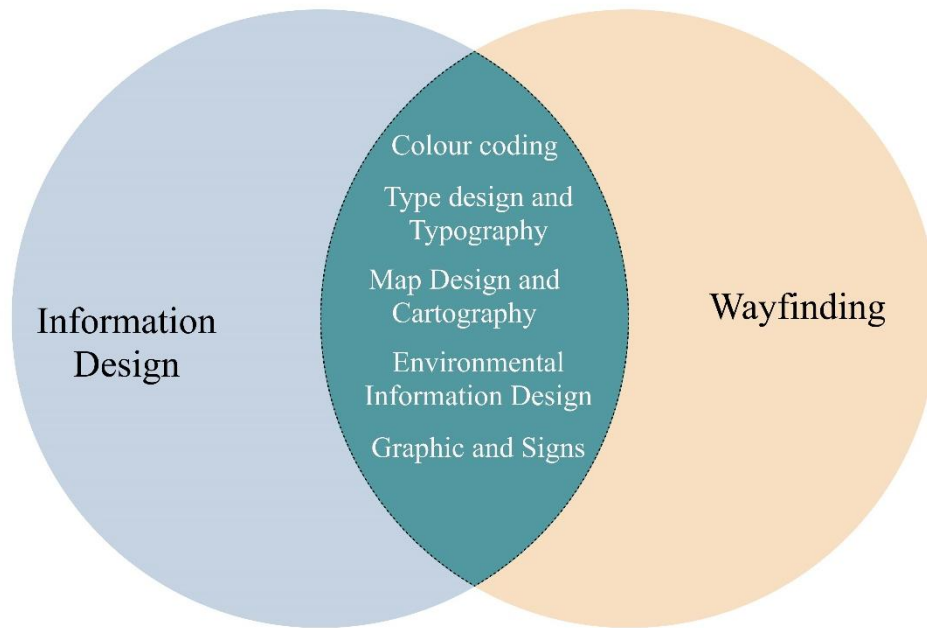 Information
Design
Colour coding
Type design and
Typography
Map Design and
Cartography
Environmental
Information Design
Graphic and Signs
Wayfinding